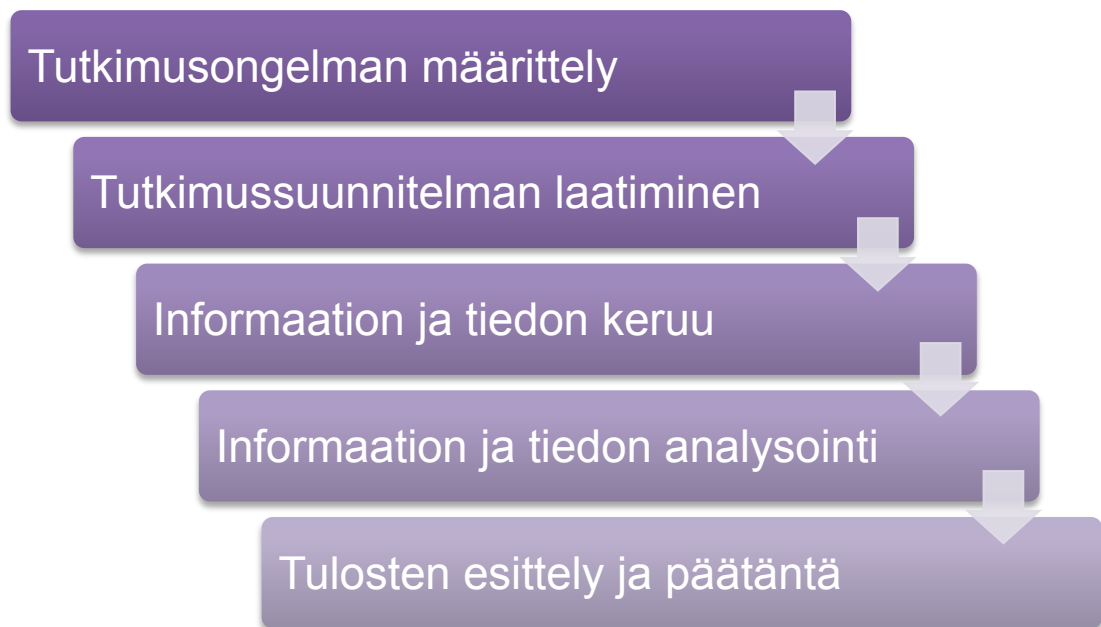 Tutkimusongelman määrittely
Tutkimussuunnitelman laatiminen
Informaation ja tiedon keruu
Informaation ja tiedon analysointi
Tulosten esittely ja päätäntä